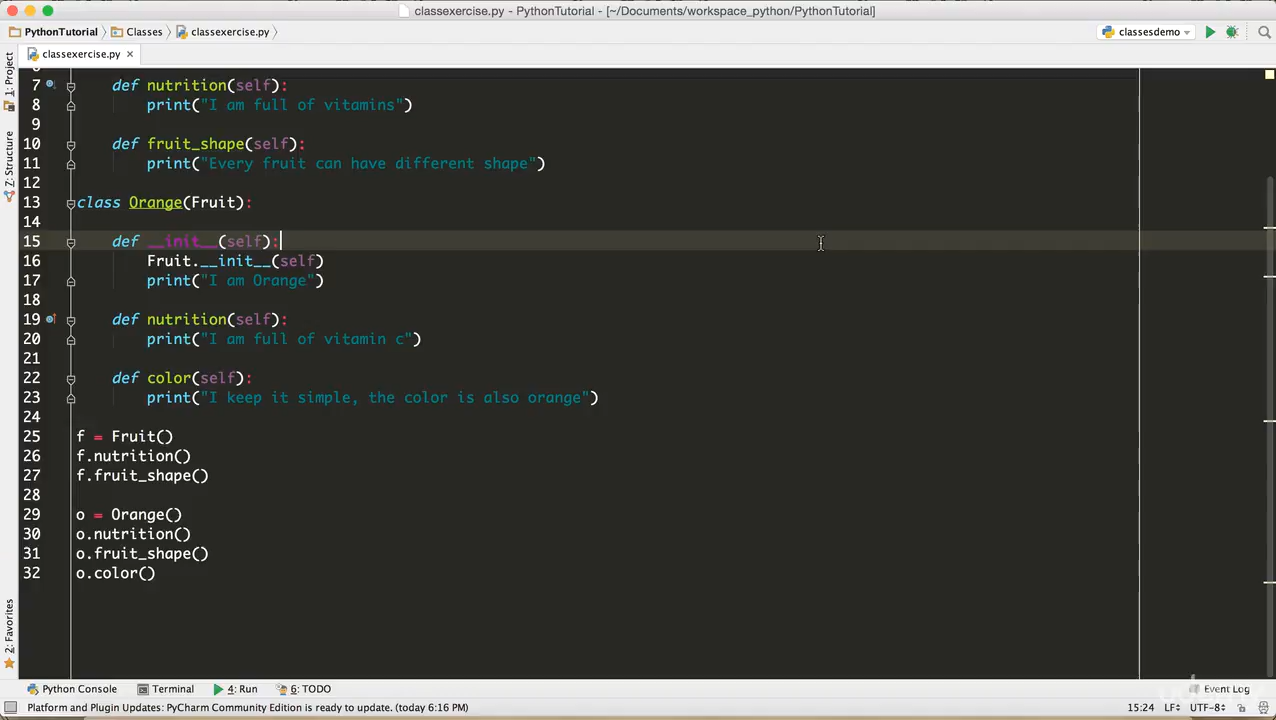 classexercise.py - PythonTutorial - [~/Documents/workspace_python/PythonTutorial]
PythonTutorial Classes classexercise.py classesdemo
classexercise.py
1: Project
Z: Structure
2: Favorites
7 def nutrition(self):
8 print("I am full of vitamins")
9
10 def fruit_shape(self):
11 print("Every fruit can have different shape")
12
13 class Orange(Fruit):
14
15 def __init__(self):
16 Fruit.__init__(self)
17 print("I am Orange")
18
19 def nutrition(self):
20 print("I am full of vitamin c")
21
22 def color(self):
23 print("I keep it simple, the color is also orange")
24
25 f = Fruit()
26 f.nutrition()
27 f.fruit_shape()
28
29 o = Orange()
30 o.nutrition()
31 o.fruit_shape()
32 o.color()
Python Console Terminal 4: Run 6: TODO Event Log
Platform and Plugin Updates: PyCharm Community Edition is ready to update. (today 6:16 PM) 15:24 LF UTF-8